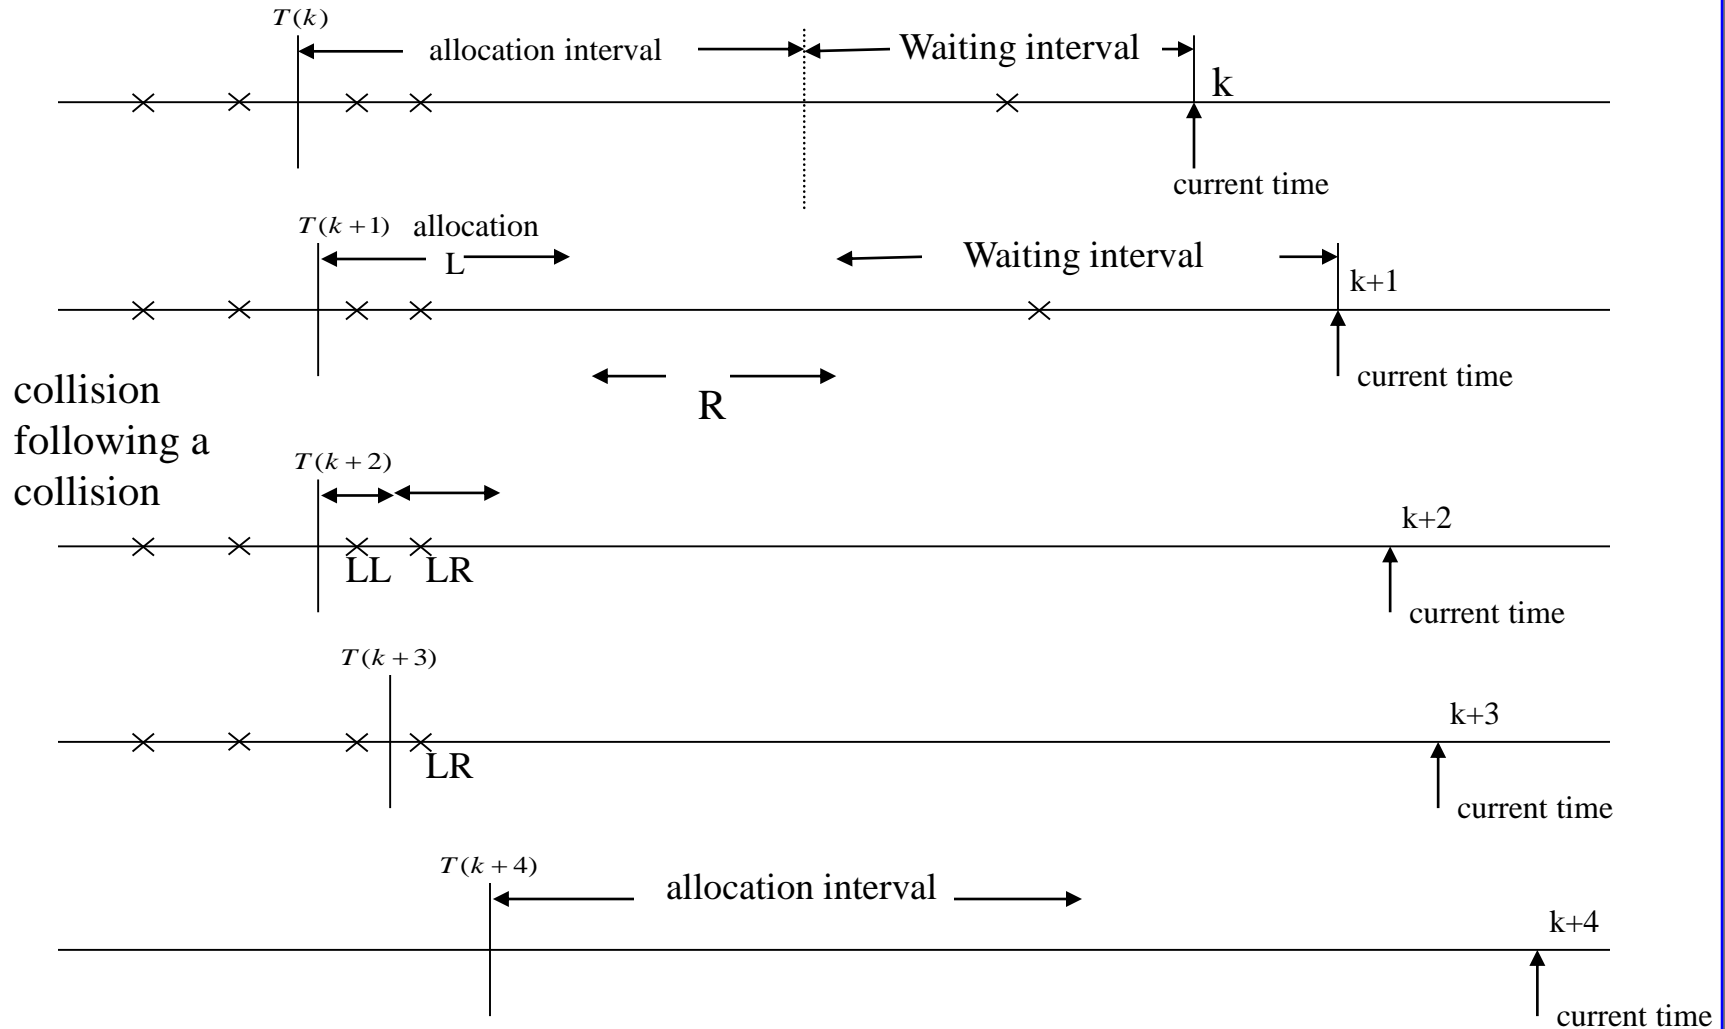 T(k)
allocation interval
Waiting interval
k
current time
T(k+1)
allocation
L
Waiting interval
k+1
current time
R
collision
following a
collision
T(k+2)
k+2
LL
LR
current time
T(k+3)
k+3
LR
current time
T(k+4)
allocation interval
k+4
current time